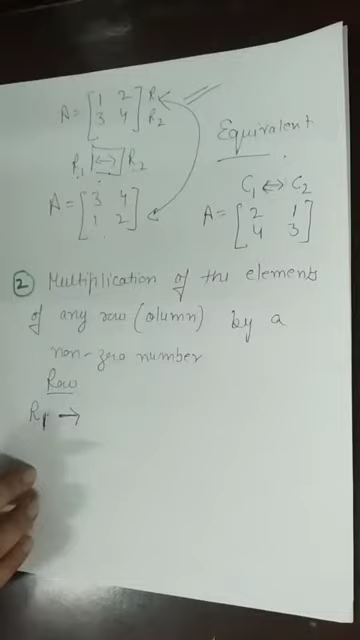 A = [1 2 R1
3 4] R2
R1 ↔ R2
A = [3 4
1 2]
Equivalent
C1 ↔ C2
A = [2 1
4 3]
2 Multiplication of the elements
of any row (column) by a
non-zero number
Row
R1 →